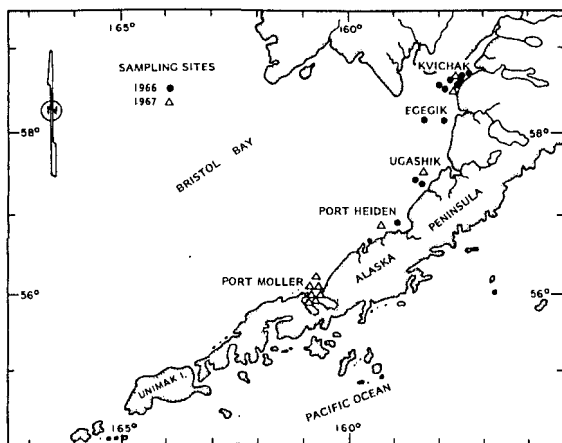 165°
160°
SAMPLING SITES
1966
1967
KVICHAK
N
EGEGIK
58°
58°
BRISTOL BAY
UGASHIK
PORT HEIDEN
PENINSULA
ALASKA
PORT MOLLER
56°
56°
UNIMAK I.
PACIFIC OCEAN
165°
160°